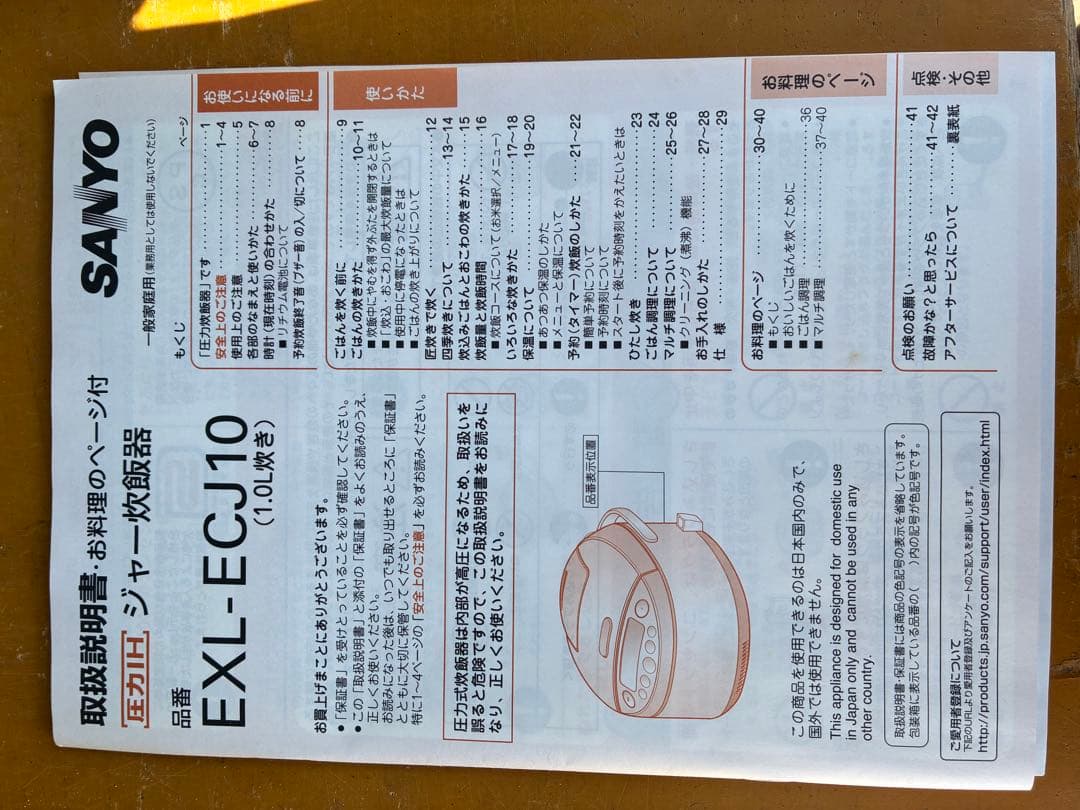 取扱説明書・お料理のページ付
圧力IH ジャー炊飯器
SANYO
品番
EXL-ECJ10
(1.0L炊き)
一般家庭用(業務用としては使用しないでください)
お買上げまことにありがとうございます。
●「保証書」を受けとっていることを必ず確認してください。
●この「取扱説明書」と添付の「保証書」をよくお読みのうえ、
正しくお使いください。
お読みになった後は、いつでも取り出せるところに「保証書」
とともに大切に保管してください。
特に1~4ページの「安全上のご注意」を必ずお読みください。
圧力式炊飯器は内部が高圧になるため、取扱いを
誤ると危険ですので、この取扱説明書をお読みに
なり、正しくお使いください。
品番表示位置
この商品を使用できるのは日本国内のみで、
国外では使用できません。
This appliance is designed for domestic use
in Japan only and cannot be used in any
other country.
取扱説明書・保証書には商品の色記号の表示を省略しています。
包装箱に表示している品番の( )内の記号が色記号です。
ご愛用者登録について
下記のURLより愛用者登録及びアンケートのご記入をお願いします。
http://products.jp.sanyo.com/support/user/index.html
もくじ ページ
お使いになる前に
「圧力炊飯器」です 1
安全上のご注意 1~4
使用上のご注意 5
各部のなまえと使いかた 6~7
時計(現在時刻)の合わせかた 8
■リチウム電池について
予約炊飯終了音(ブザー音)の入/切について 8
使いかた
ごはんを炊く前に 9
ごはんの炊きかた 10~11
■炊飯中にやむを得ず外ぶたを開閉するときは
■「炊込・おこわ」の最大炊飯量について
■使用中に停電になったときは
■ごはんの炊き上がりについて
匠炊きで炊く 12
四季炊きについて 13~14
炊込みごはんとおこわの炊きかた 15
炊飯量と炊飯時間 16
■炊飯コースについて(お米選択/メニュー)
いろいろな炊きかた 17~18
保温について 19~20
■あつあつ保温のしかた
■メニューと保温について
予約(タイマー)炊飯のしかた 21~22
■簡単予約について
■予約時刻について
■スタート後に予約時刻をかえたいときは
ひたし炊き 23
ごはん調理について 24
マルチ調理について 25~26
■クリーニング(煮沸)機能
お手入れのしかた 27~28
仕様 29
お料理のページ
お料理のページ 30~40
■もくじ
■おいしいごはんを炊くために
■ごはん調理 36
■マルチ調理 37~40
点検・その他
点検のお願い 41
故障かな?と思ったら 41~42
アフターサービスについて 裏表紙